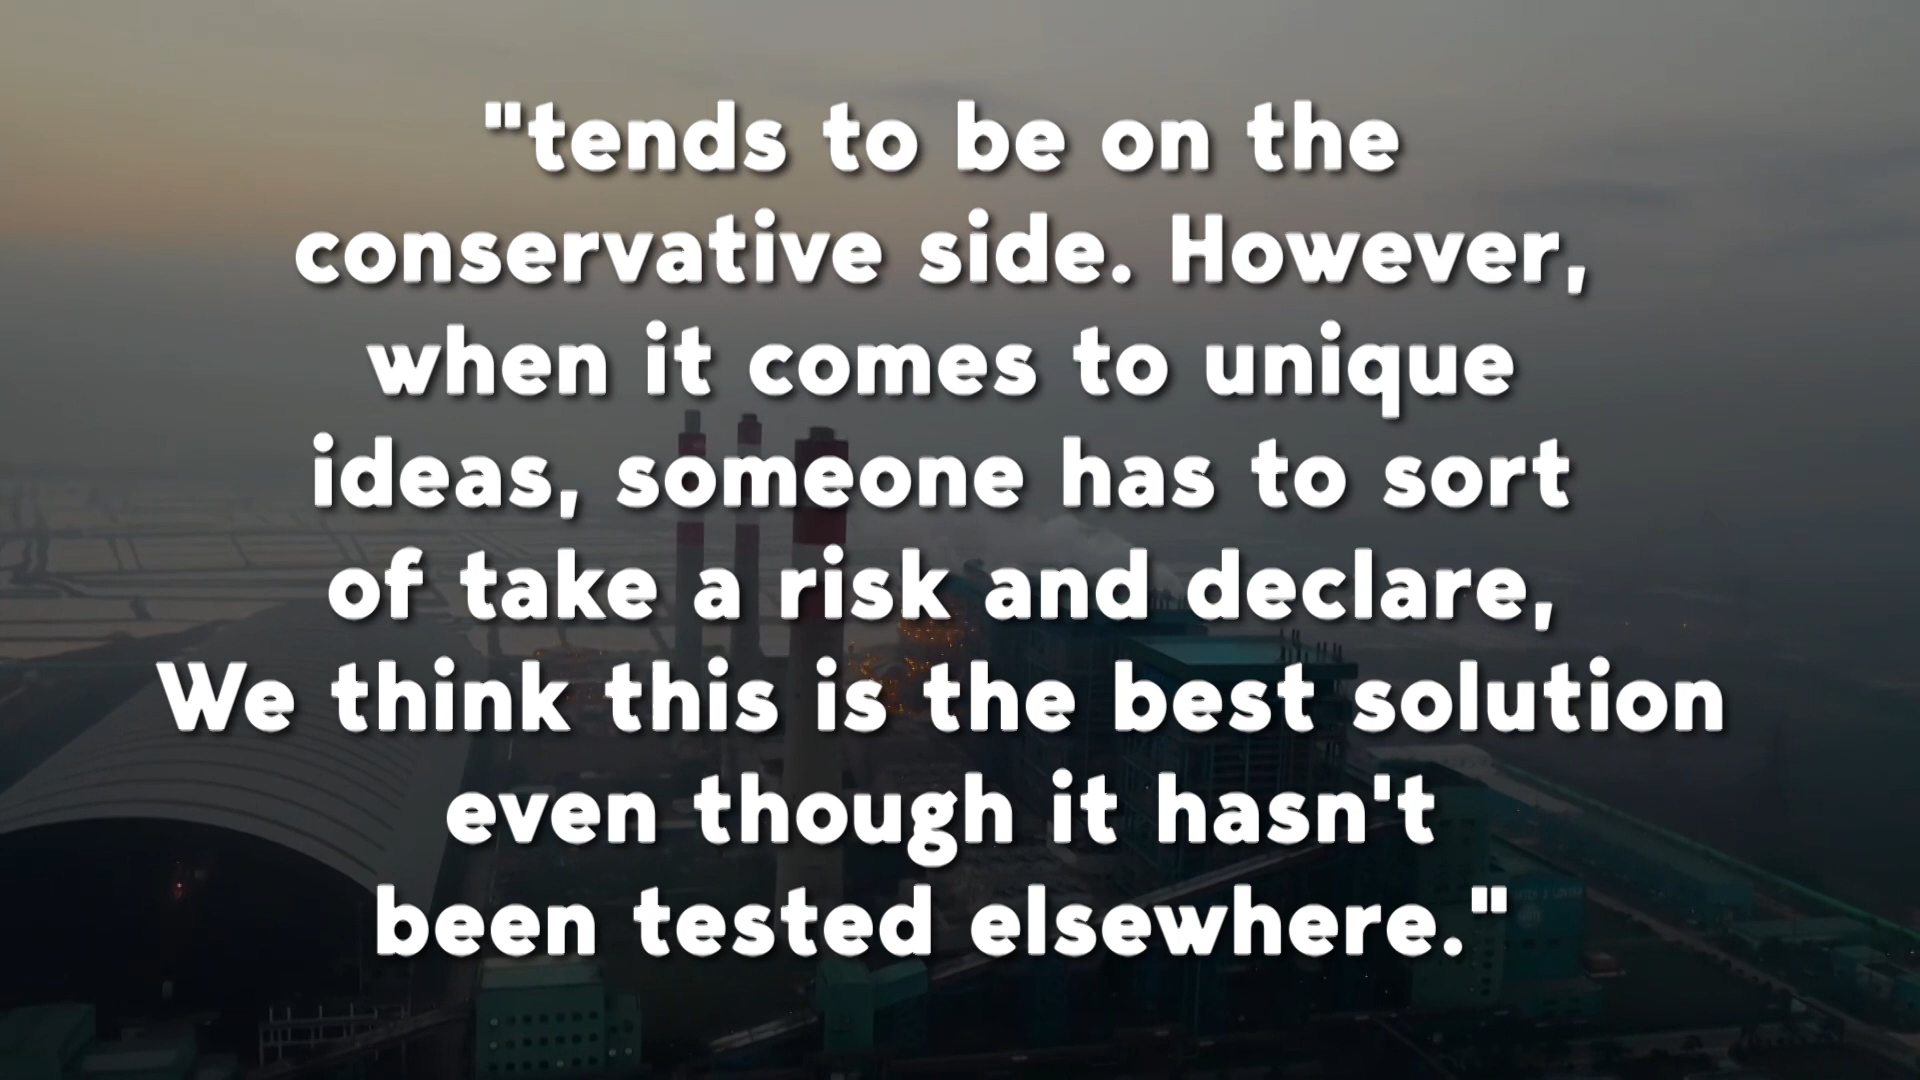 "tends to be on the
conservative side. However,
when it comes to unique
ideas, someone has to sort
of take a risk and declare,
We think this is the best solution
even though it hasn't
been tested elsewhere."